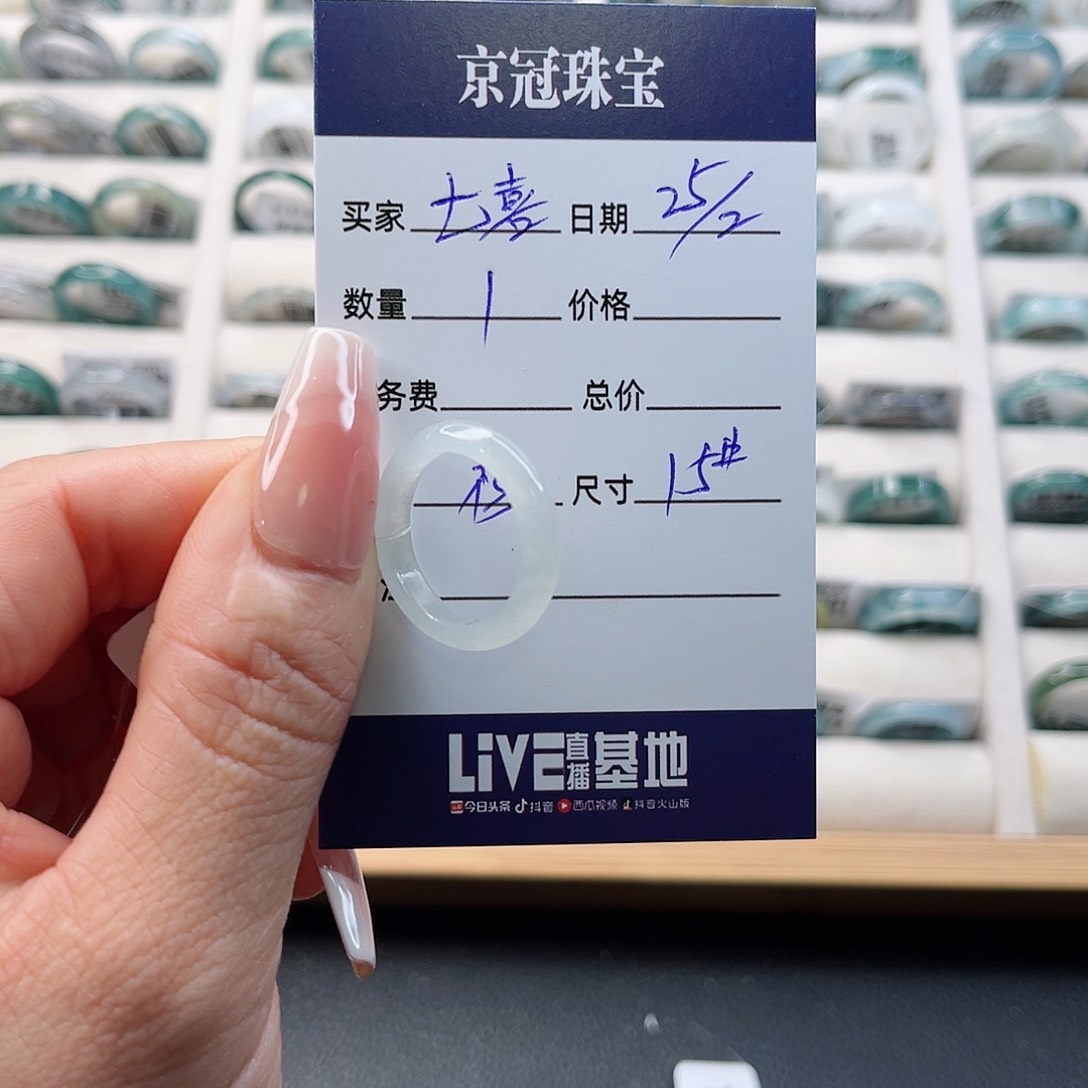 京冠珠宝
买家 七嘉 日期 25/2
数量 1 价格
务费 总价
尺寸 15#
LiVE直播基地
今日头条 抖音 西瓜视频 抖音火山版